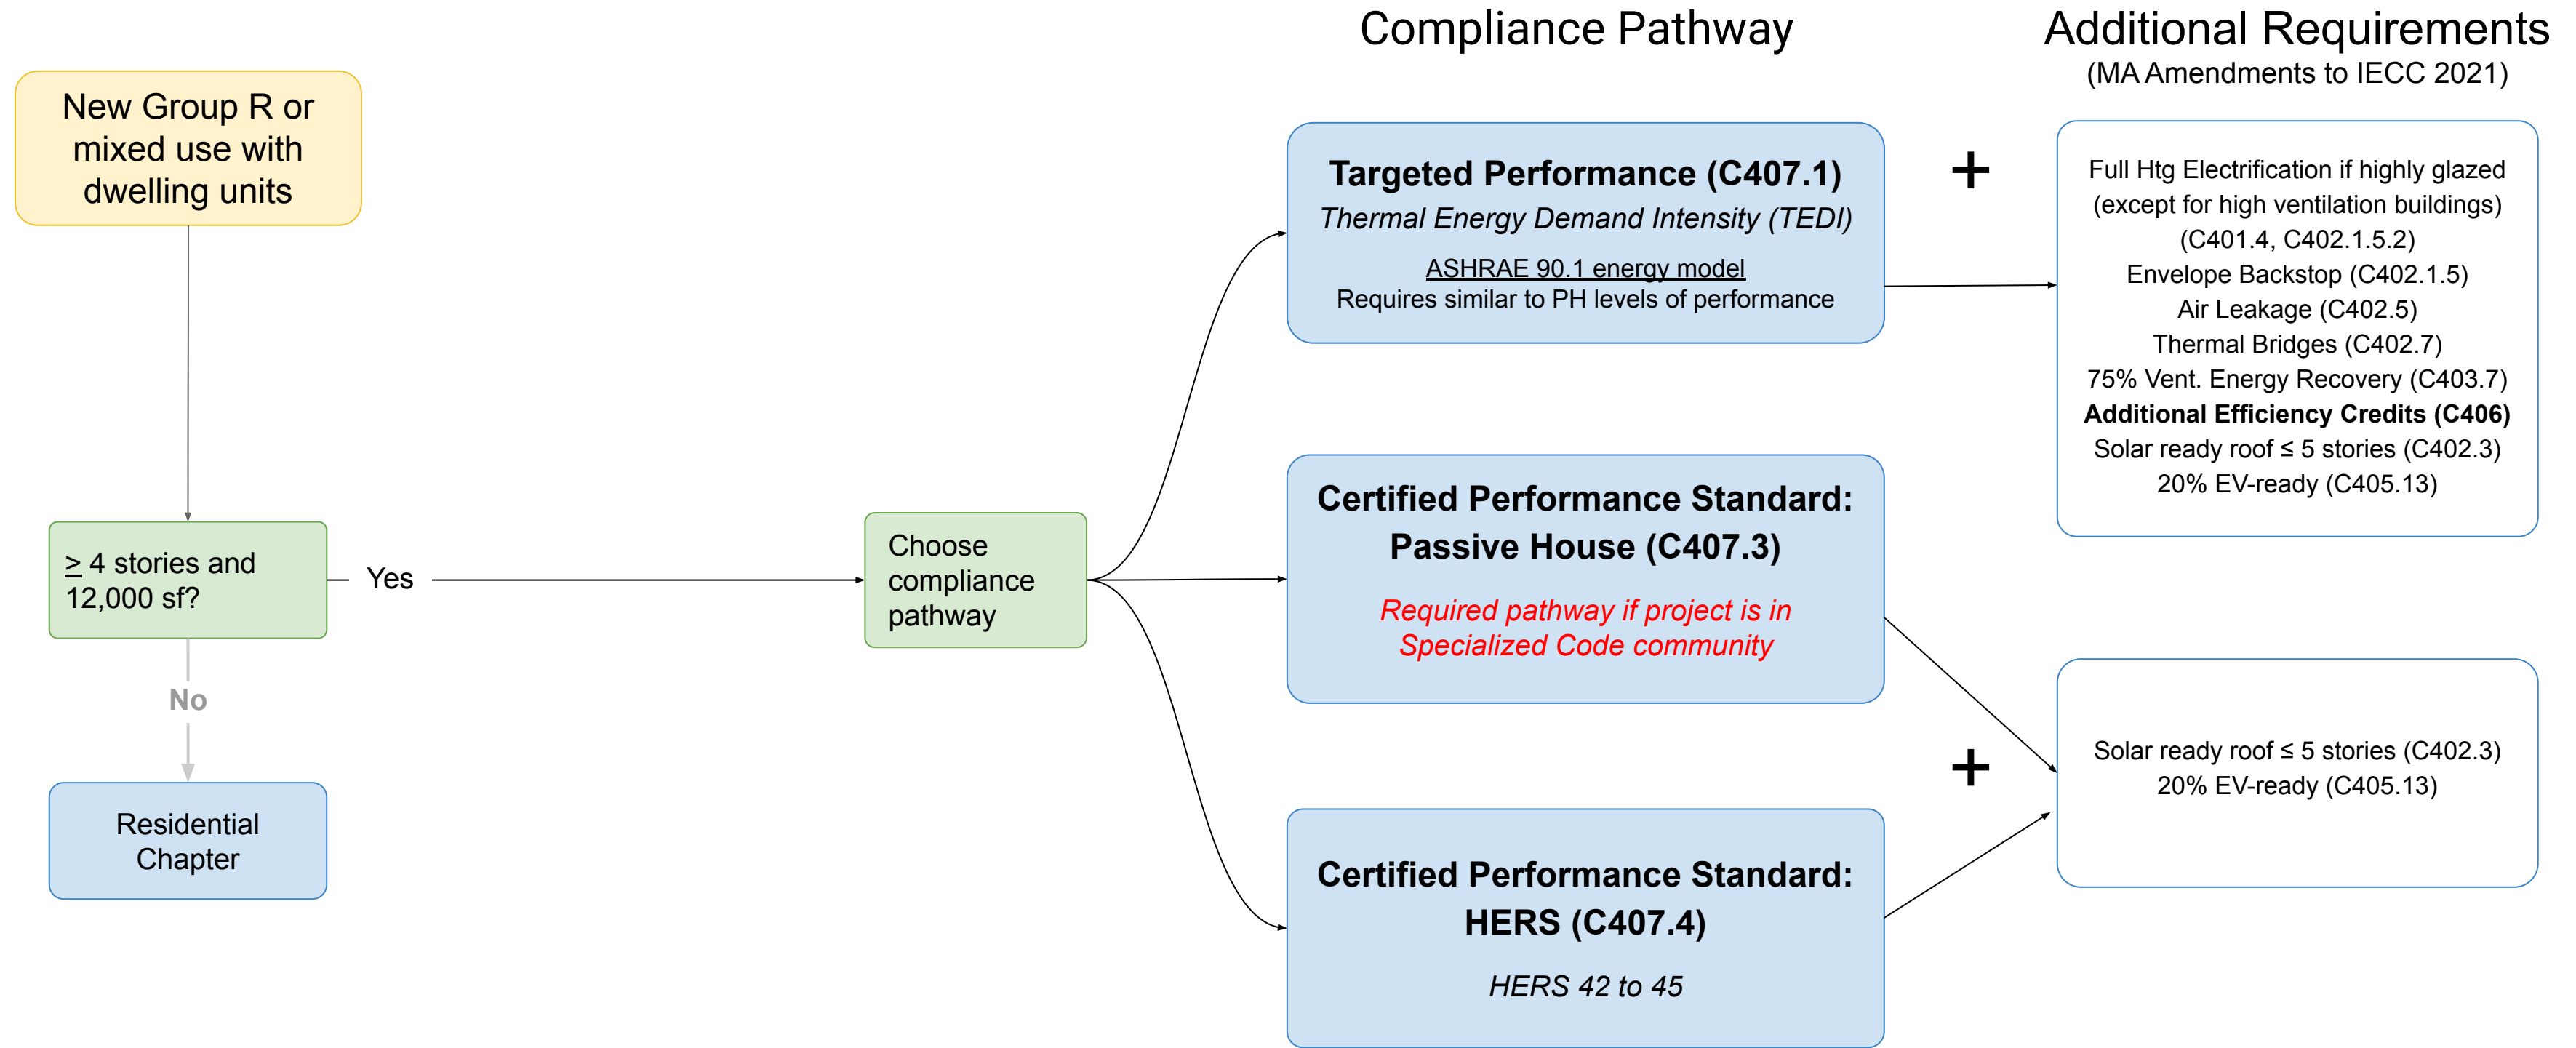 Compliance Pathway
Additional Requirements
(MA Amendments to IECC 2021)
New Group R or
mixed use with
dwelling units
≥ 4 stories and
12,000 sf?
Yes
No
Residential
Chapter
Choose
compliance
pathway
Targeted Performance (C407.1)
Thermal Energy Demand Intensity (TEDI)
ASHRAE 90.1 energy model
Requires similar to PH levels of performance
+
Full Htg Electrification if highly glazed
(except for high ventilation buildings)
(C401.4, C402.1.5.2)
Envelope Backstop (C402.1.5)
Air Leakage (C402.5)
Thermal Bridges (C402.7)
75% Vent. Energy Recovery (C403.7)
Additional Efficiency Credits (C406)
Solar ready roof ≤ 5 stories (C402.3)
20% EV-ready (C405.13)
Certified Performance Standard:
Passive House (C407.3)
Required pathway if project is in
Specialized Code community
Certified Performance Standard:
HERS (C407.4)
HERS 42 to 45
+
Solar ready roof ≤ 5 stories (C402.3)
20% EV-ready (C405.13)